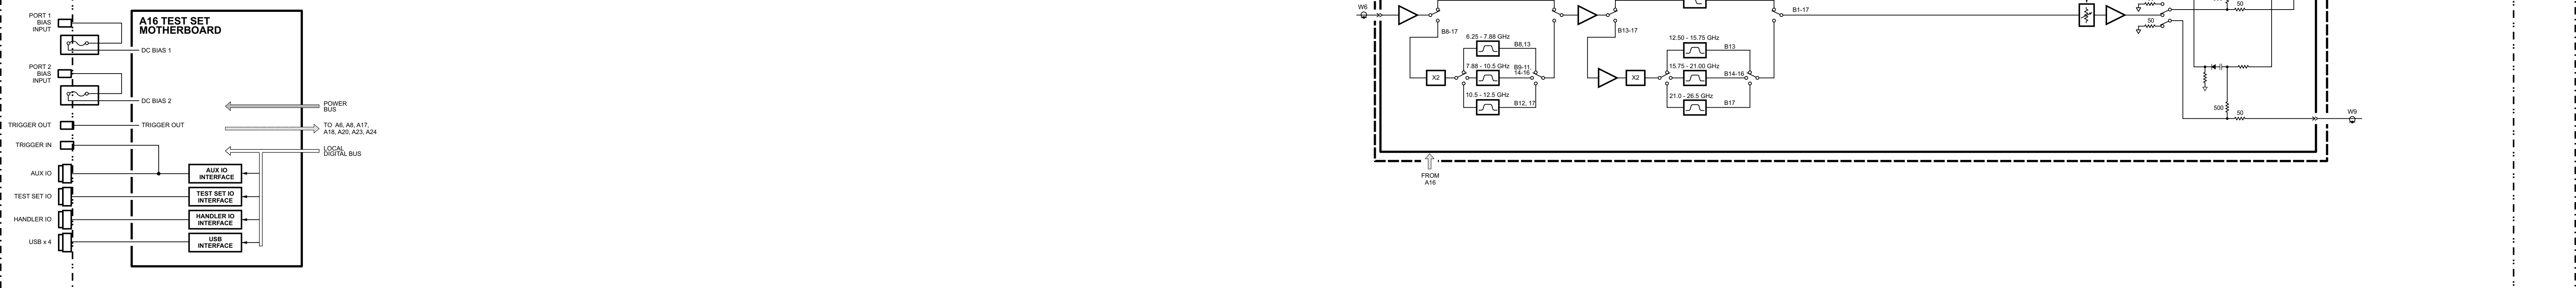 PORT 1
BIAS
INPUT
A16 TEST SET
MOTHERBOARD
DC BIAS 1
PORT 2
BIAS
INPUT
DC BIAS 2
POWER
BUS
TRIGGER OUT
TRIGGER OUT
TO A6, A8, A17,
A18, A20, A23, A24
TRIGGER IN
LOCAL
DIGITAL BUS
AUX IO
AUX IO
INTERFACE
TEST SET IO
TEST SET IO
INTERFACE
HANDLER IO
HANDLER IO
INTERFACE
USB x 4
USB
INTERFACE
W6
B8-17
6.25 - 7.88 GHz
B8,13
7.88 - 10.5 GHz
B9-11,
14-16
X2
10.5 - 12.5 GHz
B12, 17
B13-17
12.50 - 15.75 GHz
B13
15.75 - 21.00 GHz
B14-16
X2
21.0 - 26.5 GHz
B17
B1-17
50
50
500
50
W9
FROM
A16